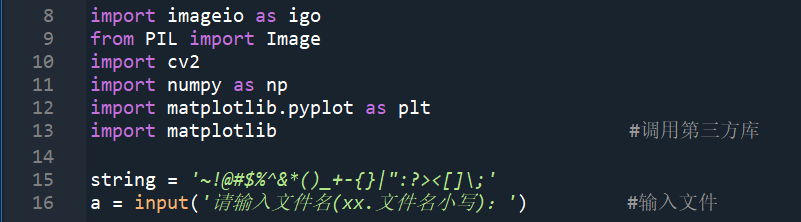 8 import imageio as igo
9 from PIL import Image
10 import cv2
11 import numpy as np
12 import matplotlib.pyplot as plt
13 import matplotlib #调用第三方库
14
15 string = '~!@#$%^&*()_+-{}|":?><[]\;'
16 a = input('请输入文件名(xx.文件名小写): ') #输入文件